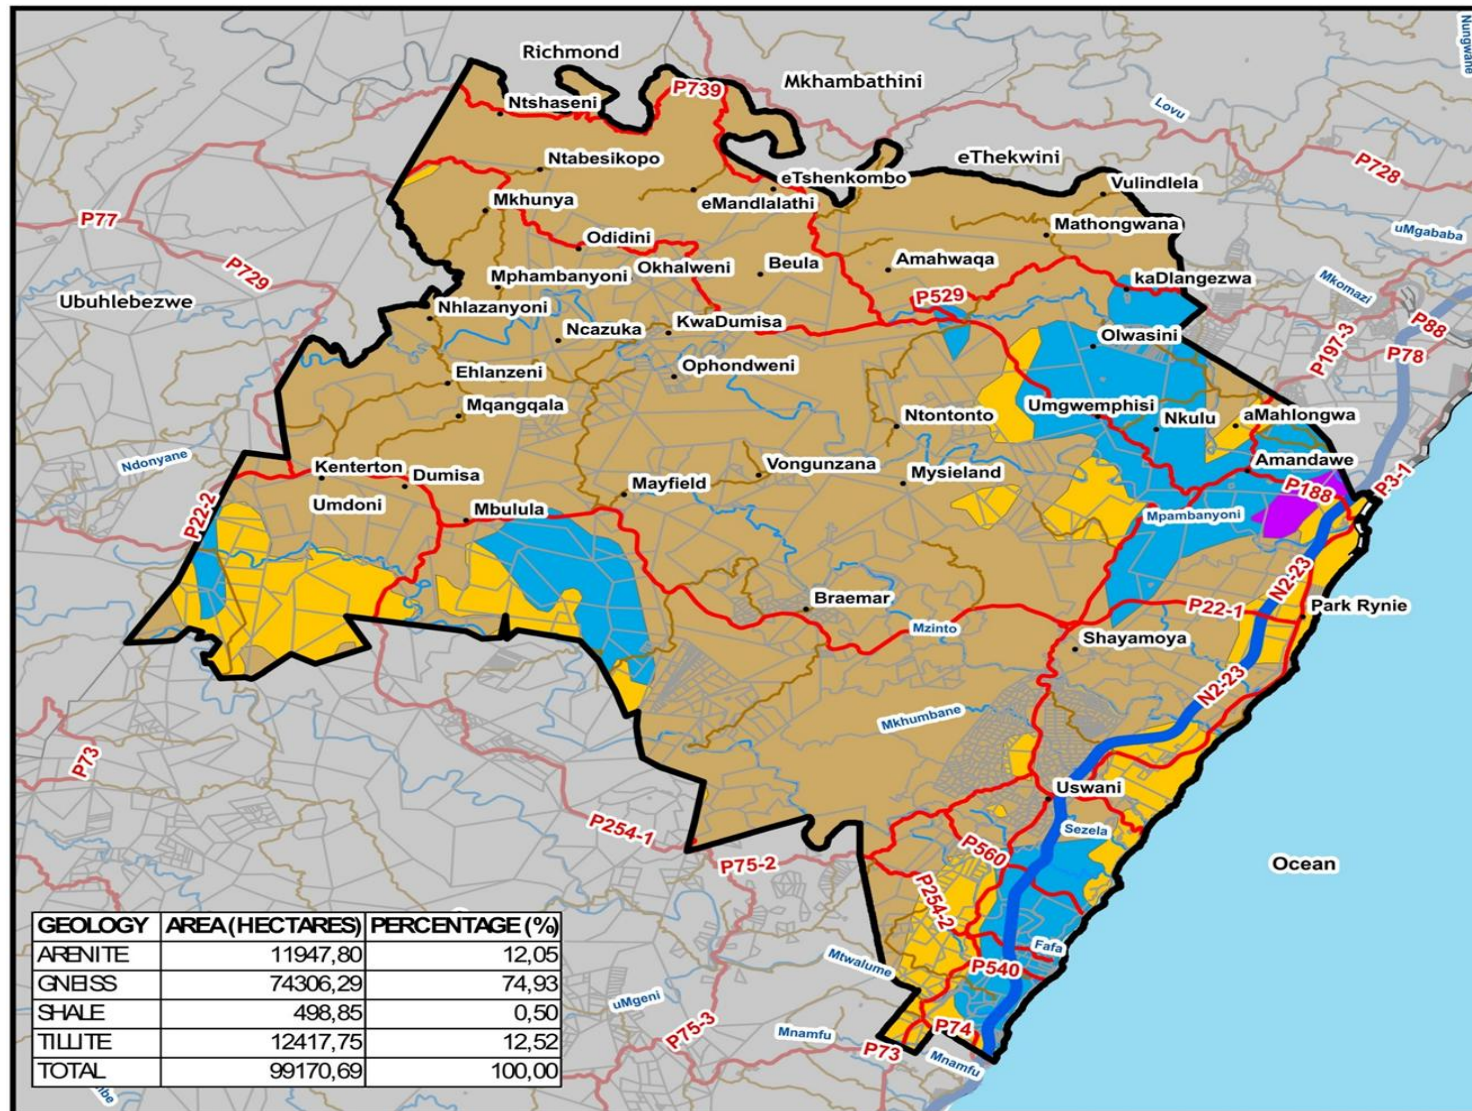 Richmond
Mkhambathini
Nungwane
P739
Ntshaseni
Lovu
eThekwini
P728
Ntabesikopo
eTshenkombo
Vulindlela
Mkhunya
eMandlalathi
P77
Mathongwana
uMgababa
Odidini
P729
Okhalweni
Beula
Amahwaqa
Mphambanyoni
kaDlangezwa
Mkomazi
Ubuhlebezwe
P529
Nhlazanyoni
P88
Ncazuka
KwaDumisa
Olwasini
P197-3
P78
Ehlanzeni
Ophondweni
Mqangqala
Ntontonto
Umgwemphisi
Nkulu
aMahlongwa
Ndonyane
Kenterton
Dumisa
Vongunzana
Mysieland
Amandawe
P3-1
Mayfield
P188
Umdoni
P22-2
Mbulula
Mpambanyoni
N2-23
Braemar
P22-1
Park Rynie
Mzinto
Shayamoya
N2-23
Mkhumbane
P73
Uswani
P254-1
Sezela
P75-2
P560
Ocean
P254-2
GEOLOGY AREA (HECTARES) PERCENTAGE (%)
ARENITE 11947,80 12,05
GNEISS 74306,29 74,93
SHALE 498,85 0,50
TILLITE 12417,75 12,52
TOTAL 99170,69 100,00
Fafa
Mtwalume
P540
uMgeni
P75-3
Mnamfu
P74
P73
Mnamfu